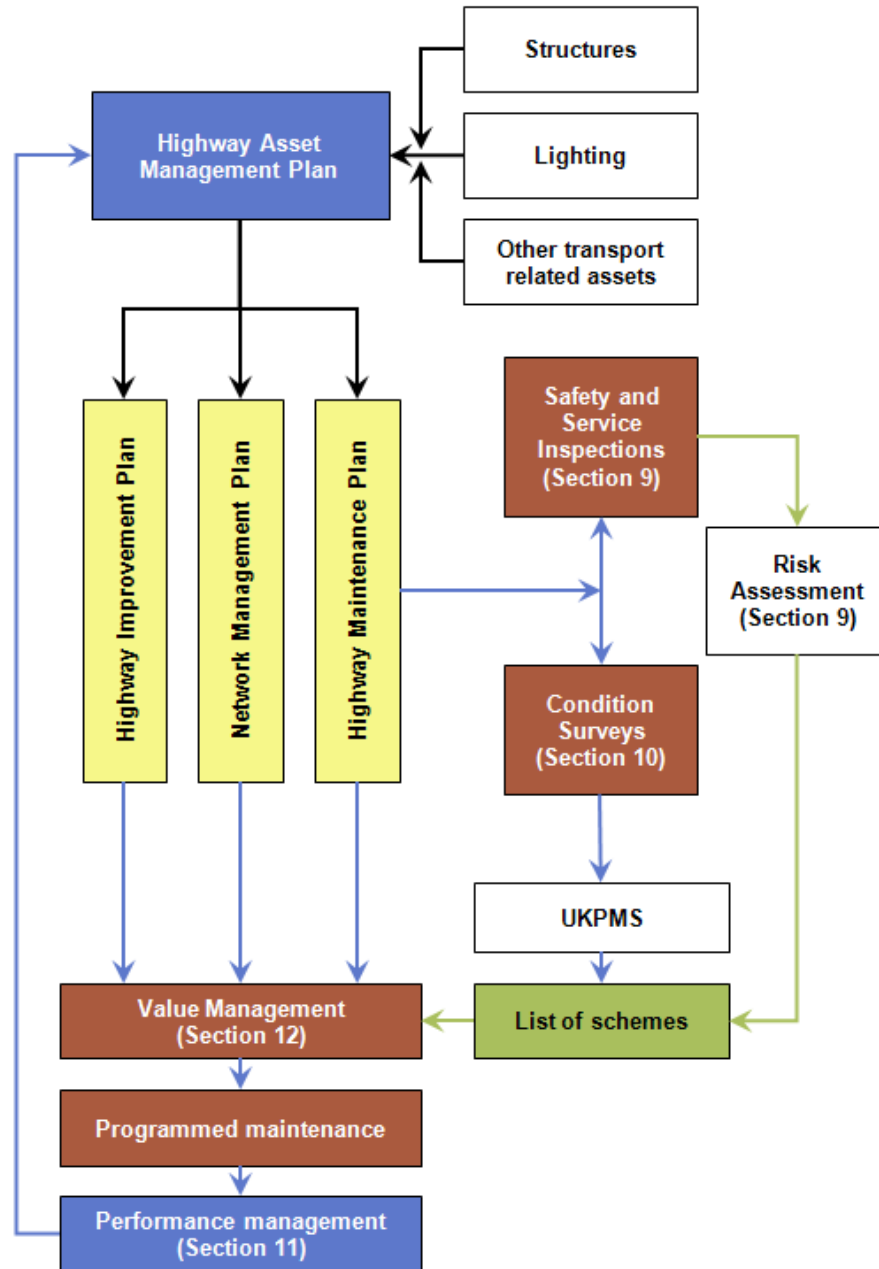 Structures
Highway Asset
Management Plan
Lighting
Other transport
related assets
Highway Improvement Plan
Network Management Plan
Highway Maintenance Plan
Safety and
Service
Inspections
(Section 9)
Risk
Assessment
(Section 9)
Condition
Surveys
(Section 10)
UKPMS
Value Management
(Section 12)
List of schemes
Programmed maintenance
Performance management
(Section 11)